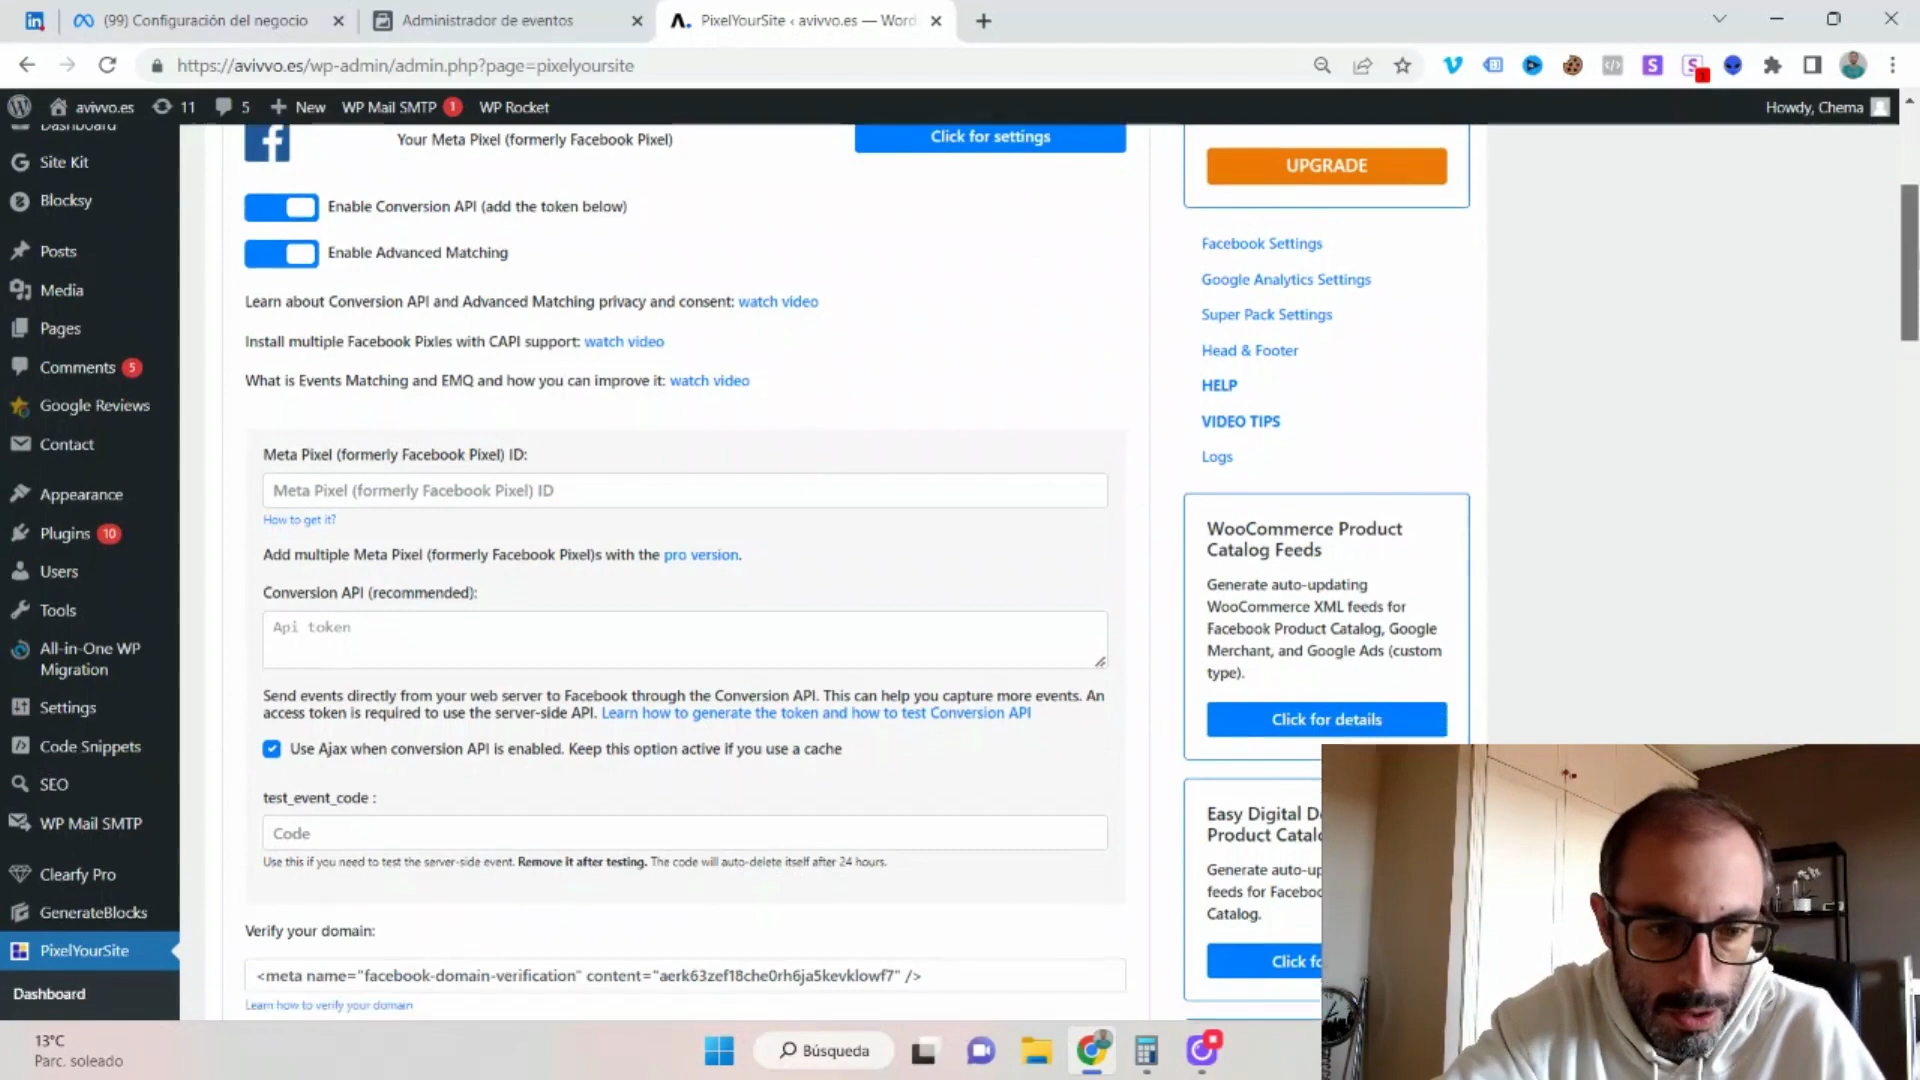 (99) Configuración del negocio
Administrador de eventos
PixelYourSite ‹ avivvo.es — Word
https://avivvo.es/wp-admin/admin.php?page=pixelyoursite
avivvo.es
11
5
New
WP Mail SMTP 1
WP Rocket
Howdy, Chema
Dashboard
Site Kit
Blocksy
Posts
Media
Pages
Comments 5
Google Reviews
Contact
Appearance
Plugins 10
Users
Tools
All-in-One WP
Migration
Settings
Code Snippets
SEO
WP Mail SMTP
Clearfy Pro
GenerateBlocks
PixelYourSite
Dashboard
Your Meta Pixel (formerly Facebook Pixel)
Click for settings
Enable Conversion API (add the token below)
Enable Advanced Matching
Learn about Conversion API and Advanced Matching privacy and consent: watch video
Install multiple Facebook Pixles with CAPI support: watch video
What is Events Matching and EMQ and how you can improve it: watch video
Meta Pixel (formerly Facebook Pixel) ID:
Meta Pixel (formerly Facebook Pixel) ID
How to get it?
Add multiple Meta Pixel (formerly Facebook Pixel)s with the pro version.
Conversion API (recommended):
Api token
Send events directly from your web server to Facebook through the Conversion API. This can help you capture more events. An
access token is required to use the server-side API. Learn how to generate the token and how to test Conversion API
Use Ajax when conversion API is enabled. Keep this option active if you use a cache
test_event_code :
Code
Use this if you need to test the server-side event. Remove it after testing. The code will auto-delete itself after 24 hours.
Verify your domain:
<meta name="facebook-domain-verification" content="aerk63zef18che0rh6ja5kevklowf7" />
Learn how to verify your domain
UPGRADE
Facebook Settings
Google Analytics Settings
Super Pack Settings
Head & Footer
HELP
VIDEO TIPS
Logs
WooCommerce Product
Catalog Feeds
Generate auto-updating
WooCommerce XML feeds for
Facebook Product Catalog, Google
Merchant, and Google Ads (custom
type).
Click for details
Easy Digital D
Product Catal
Generate auto-up
feeds for Faceboo
Catalog.
Click fo
13°C
Parc. soleado
Búsqueda